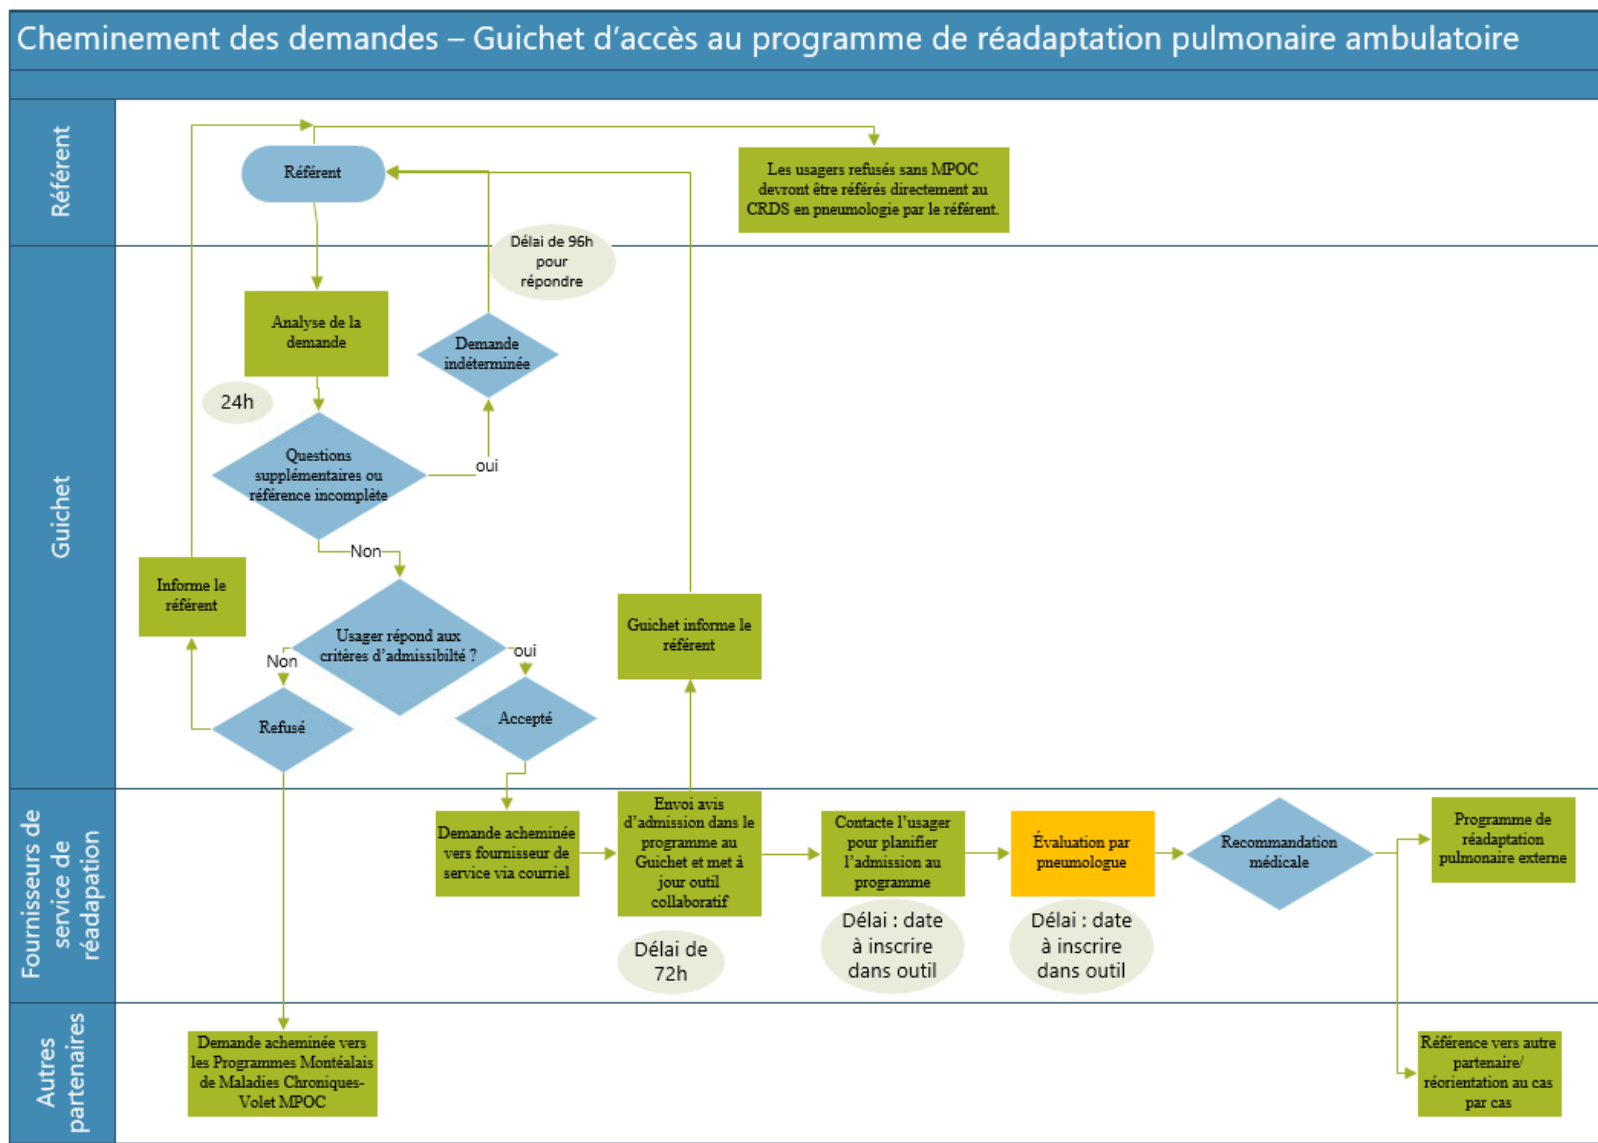 Cheminement des demandes – Guichet d'accès au programme de réadaptation pulmonaire ambulatoire
Référent
Référent
Les usagers refusés sans MPOC
devront être référés directement au
CRDS en pneumologie par le référent.
Guichet
Délai de 96h
pour
répondre
Analyse de la
demande
Demande
indéterminée
24h
Questions
supplémentaires ou
référence incomplète
oui
Non
Informe le
référent
Usager répond aux
critères d'admissibilté ?
Non
oui
Guichet informe le
référent
Refusé
Accepté
Fournisseurs de
service de
réadapation
Demande acheminée
vers fournisseur de
service via courriel
Envoi avis
d'admission dans le
programme au
Guichet et met à
jour outil
collaboratif
Délai de
72h
Contacte l'usager
pour planifier
l'admission au
programme
Délai : date
à inscrire
dans outil
Évaluation par
pneumologue
Délai : date
à inscrire
dans outil
Recommandation
médicale
Programme de
réadaptation
pulmonaire externe
Autres
partenaires
Demande acheminée vers
les Programmes Montéalais
de Maladies Chroniques-
Volet MPOC
Référence vers autre
partenaire/
réorientation au cas
par cas